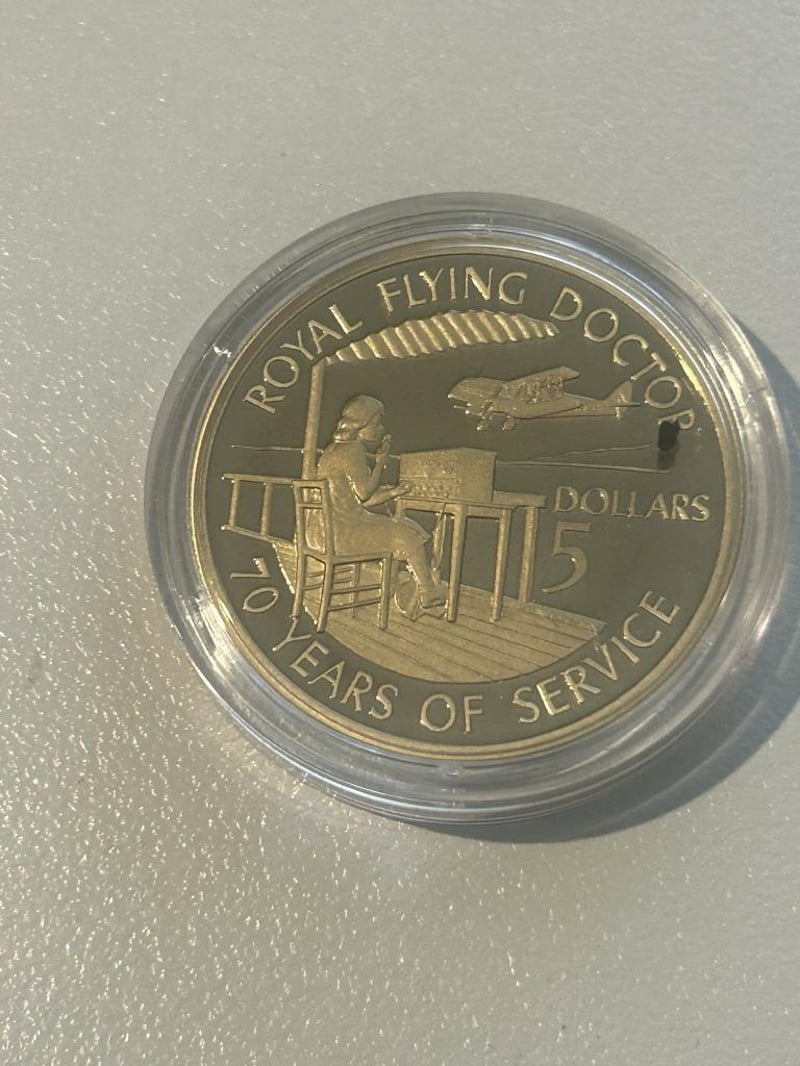 ROYAL FLYING DOCTOR
DOLLARS
5
70 YEARS OF SERVICE